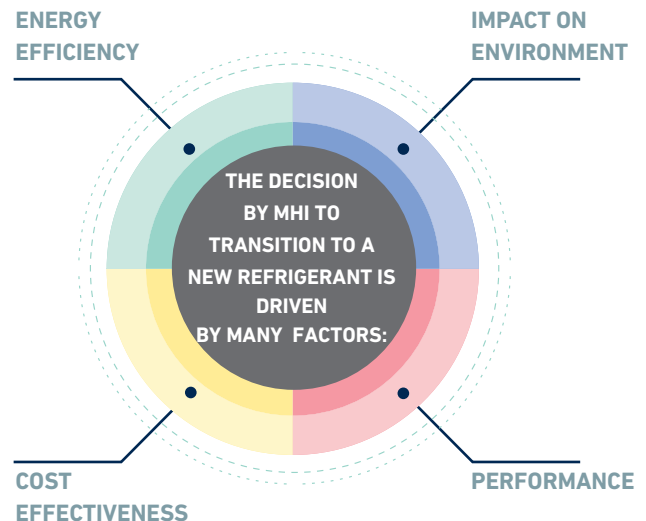 ENERGY
EFFICIENCY
IMPACT ON
ENVIRONMENT
THE DECISION
BY MHI TO
TRANSITION TO A
NEW REFRIGERANT IS
DRIVEN
BY MANY FACTORS:
COST
EFFECTIVENESS
PERFORMANCE